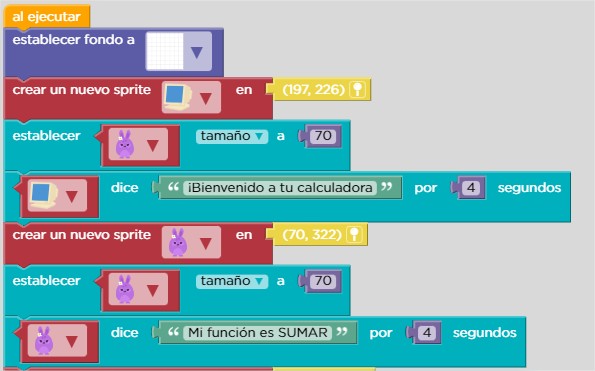 al ejecutar
establecer fondo a
crear un nuevo sprite en (197, 226)
establecer tamaño a 70
dice “ ¡Bienvenido a tu calculadora ” por 4 segundos
crear un nuevo sprite en (70, 322)
establecer tamaño a 70
dice “ Mi función es SUMAR ” por 4 segundos